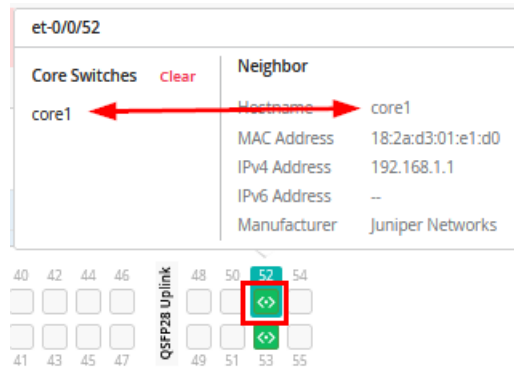 et-0/0/52
Core Switches Clear
core1
Neighbor
Hostname core1
MAC Address 18:2a:d3:01:e1:d0
IPv4 Address 192.168.1.1
IPv6 Address --
Manufacturer Juniper Networks
40 42 44 46 48 50 52 54
QSFP28 Uplink
41 43 45 47 49 51 53 55